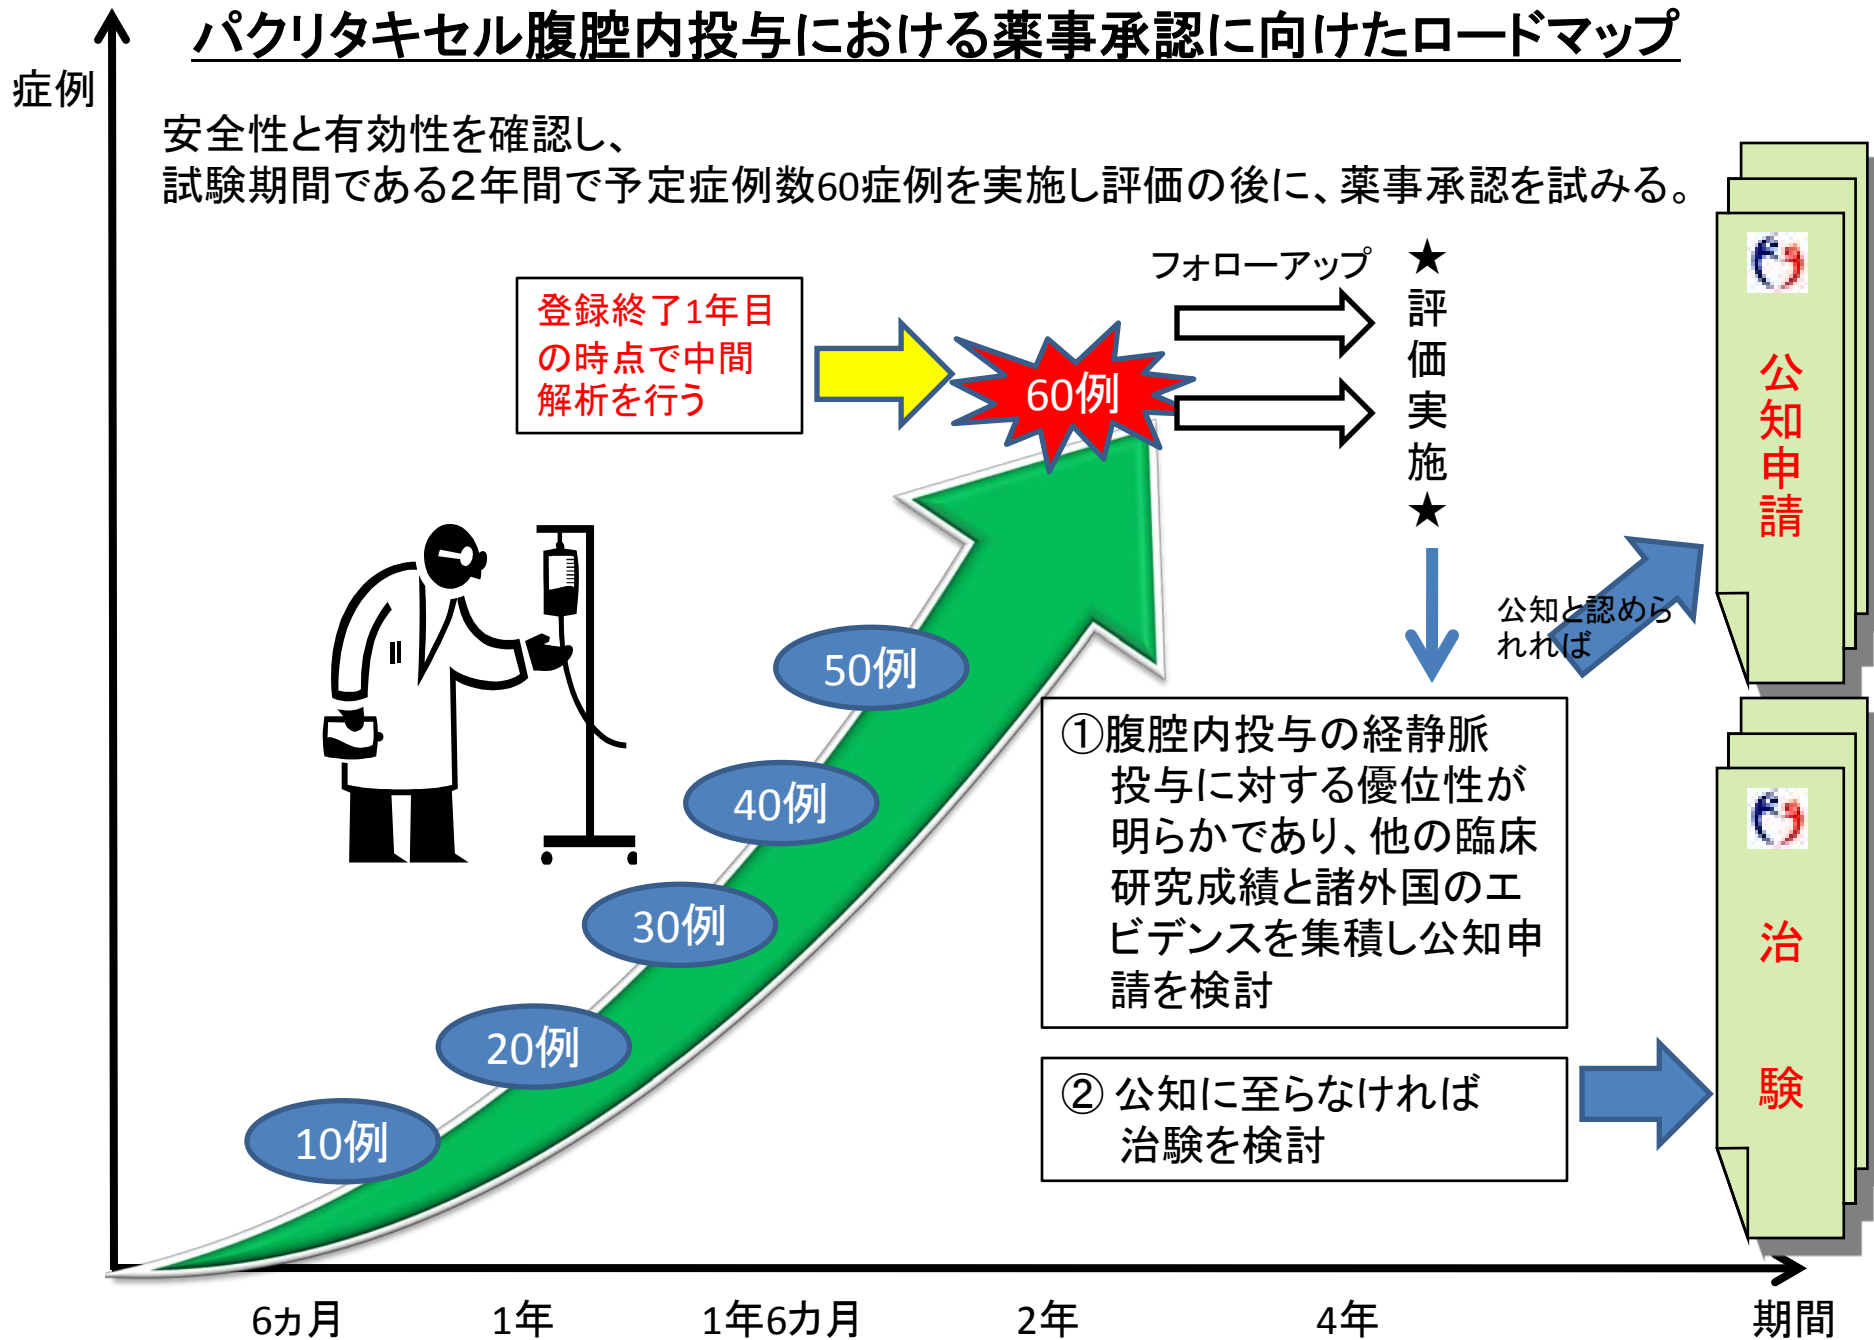 パクリタキセル腹腔内投与における薬事承認に向けたロードマップ
症例
安全性と有効性を確認し、
試験期間である２年間で予定症例数60症例を実施し評価の後に、薬事承認を試みる。
登録終了1年目
の時点で中間
解析を行う
60例
フォローアップ
★評価実施★
公知と認めら
れれば
公知申請
50例
40例
30例
20例
10例
①腹腔内投与の経静脈
投与に対する優位性が
明らかであり、他の臨床
研究成績と諸外国のエ
ビデンスを集積し公知申
請を検討
② 公知に至らなければ
治験を検討
治験
6ヵ月
1年
1年6カ月
2年
4年
期間